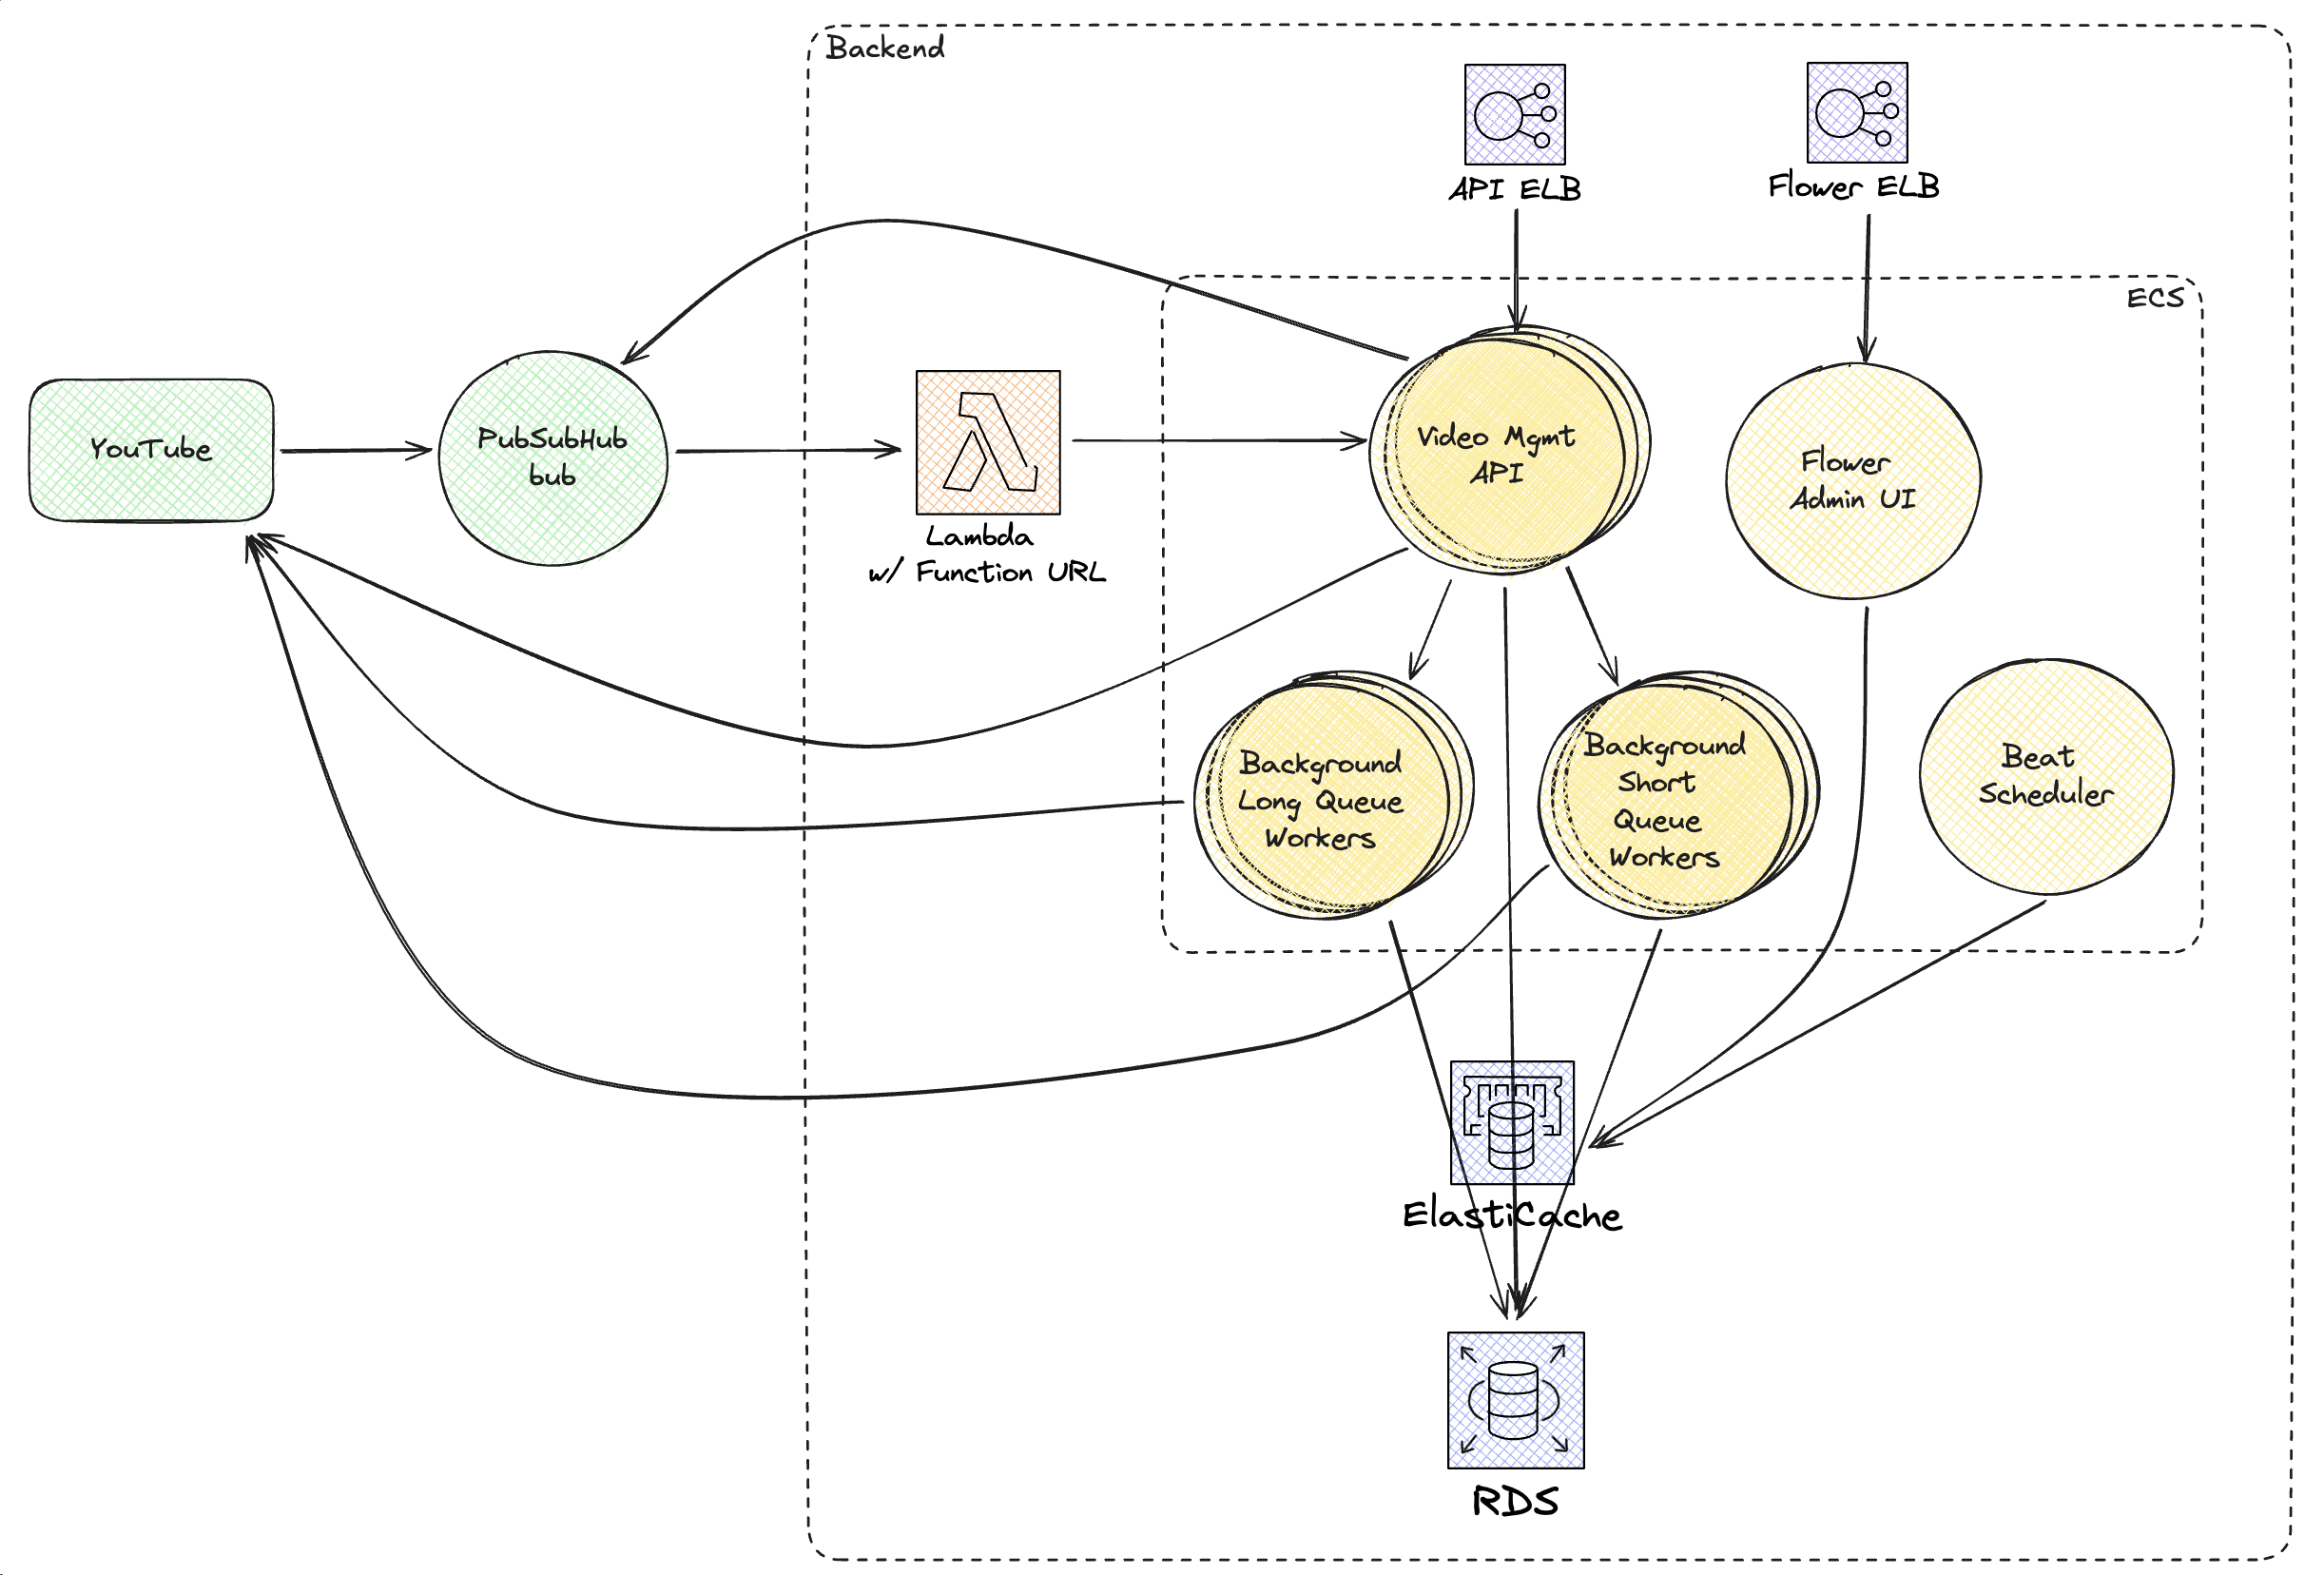 Backend
API ELB
Flower ELB
ECS
YouTube
PubSubHub
bub
Lambda
w/ Function URL
Video Mgmt
API
Flower
Admin UI
Background
Long Queue
Workers
Background
Short
Queue
Workers
Beat
Scheduler
ElastiCache
RDS